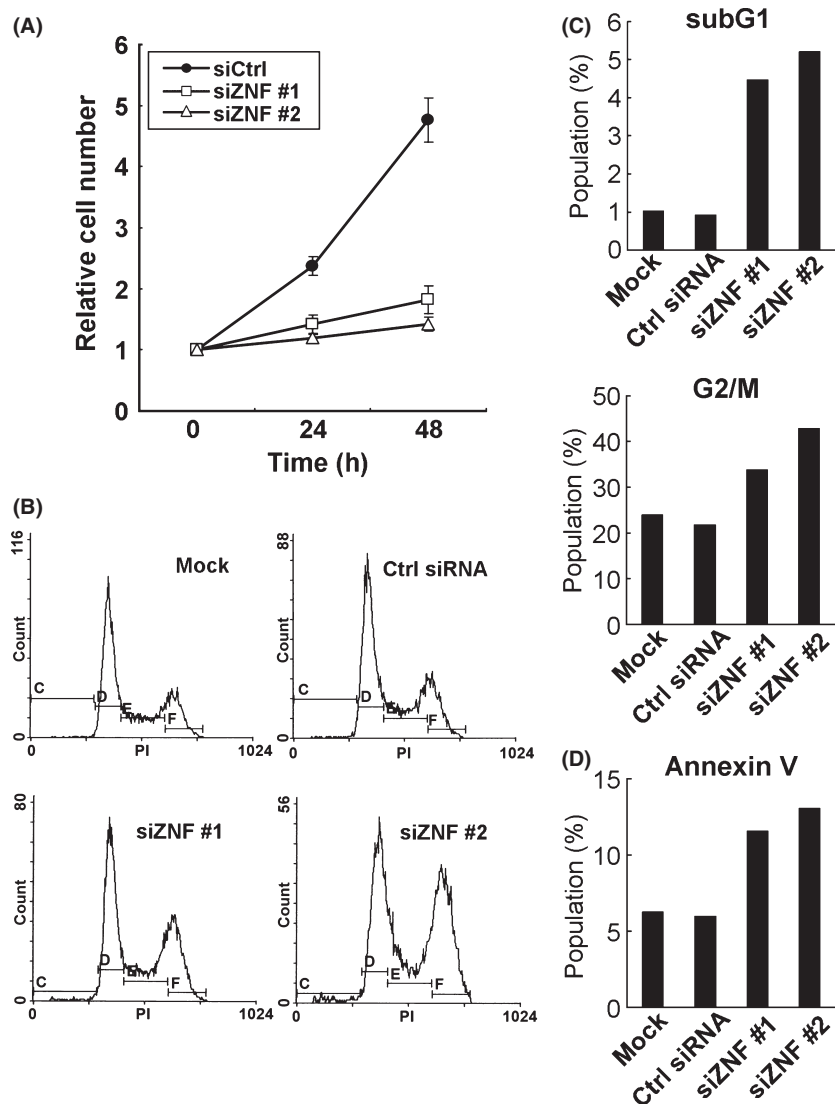 (A)
6
5
4
3
2
1
0
Relative cell number
siCtrl
siZNF #1
siZNF #2
0 24 48
Time (h)
(B)
116
Count
0
Mock
C
D
E
F
0 PI 1024
88
Count
0
Ctrl siRNA
C
D
F
0 PI 1024
80
Count
0
siZNF #1
C
D
E
F
0 PI 1024
56
Count
0
siZNF #2
C
D
E
F
0 PI 1024
(C)
subG1
6
5
4
3
2
1
0
Population (%)
Mock
Ctrl siRNA
siZNF #1
siZNF #2
G2/M
50
40
30
20
10
0
Population (%)
Mock
Ctrl siRNA
siZNF #1
siZNF #2
(D)
Annexin V
15
10
5
0
Population (%)
Mock
Ctrl siRNA
siZNF #1
siZNF #2